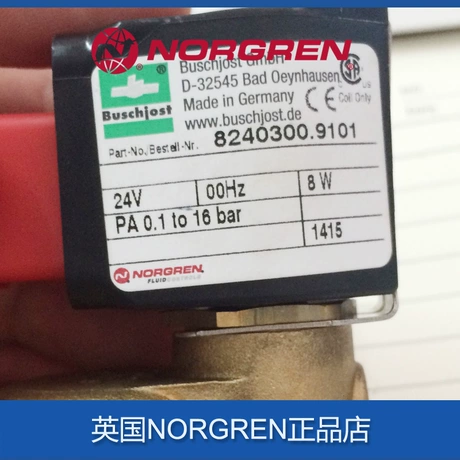 NORGREN
Buschjost GmbH
D-32545 Bad Oeynhausen
Made in Germany
www.buschjost.de
Buschjost
CE
Coil Only
Part-No./Bestell-Nr. 8240300.9101
24V 00Hz 8 W
PA 0.1 to 16 bar 1415
NORGREN
FLUID CONTROLS
英国NORGREN正品店